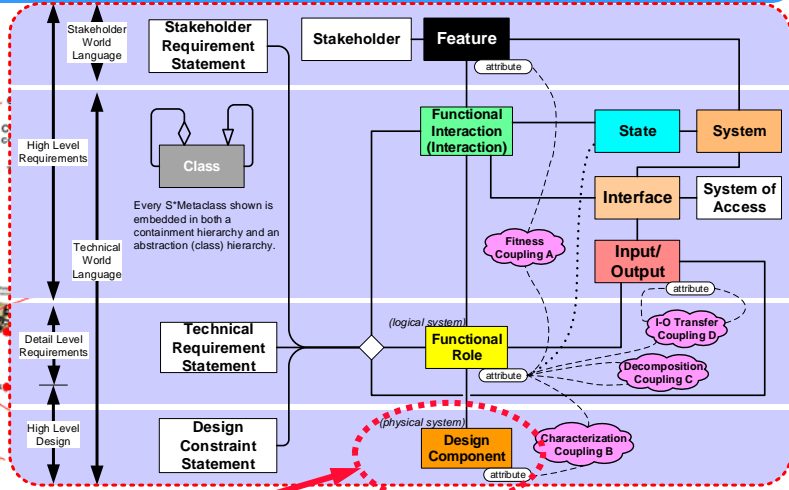 Stakeholder
World
Language
Stakeholder
Requirement
Statement
Stakeholder
Feature
attribute
High Level
Requirements
Class
Every S*Metaclass shown is
embedded in both a
containment hierarchy and an
abstraction (class) hierarchy.
Functional
Interaction
(Interaction)
State
System
Interface
System of
Access
Technical
World
Language
Fitness
Coupling A
Input/
Output
attribute
Detail Level
Requirements
Technical
Requirement
Statement
(logical system)
Functional
Role
attribute
I-O Transfer
Coupling D
Decomposition
Coupling C
High Level
Design
Design
Constraint
Statement
(physical system)
Design
Component
attribute
Characterization
Coupling B